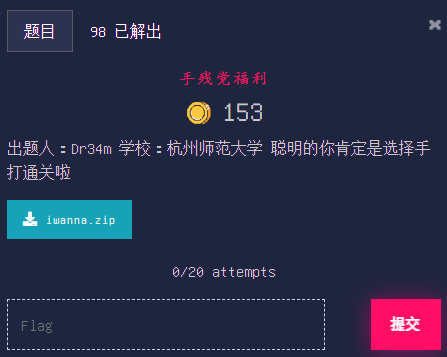 题目 98 已解出 ×
手残党福利
153
出题人：Dr34m 学校：杭州师范大学 聪明的你肯定是选择手
打通关啦
iwanna.zip
0/20 attempts
Flag 提交